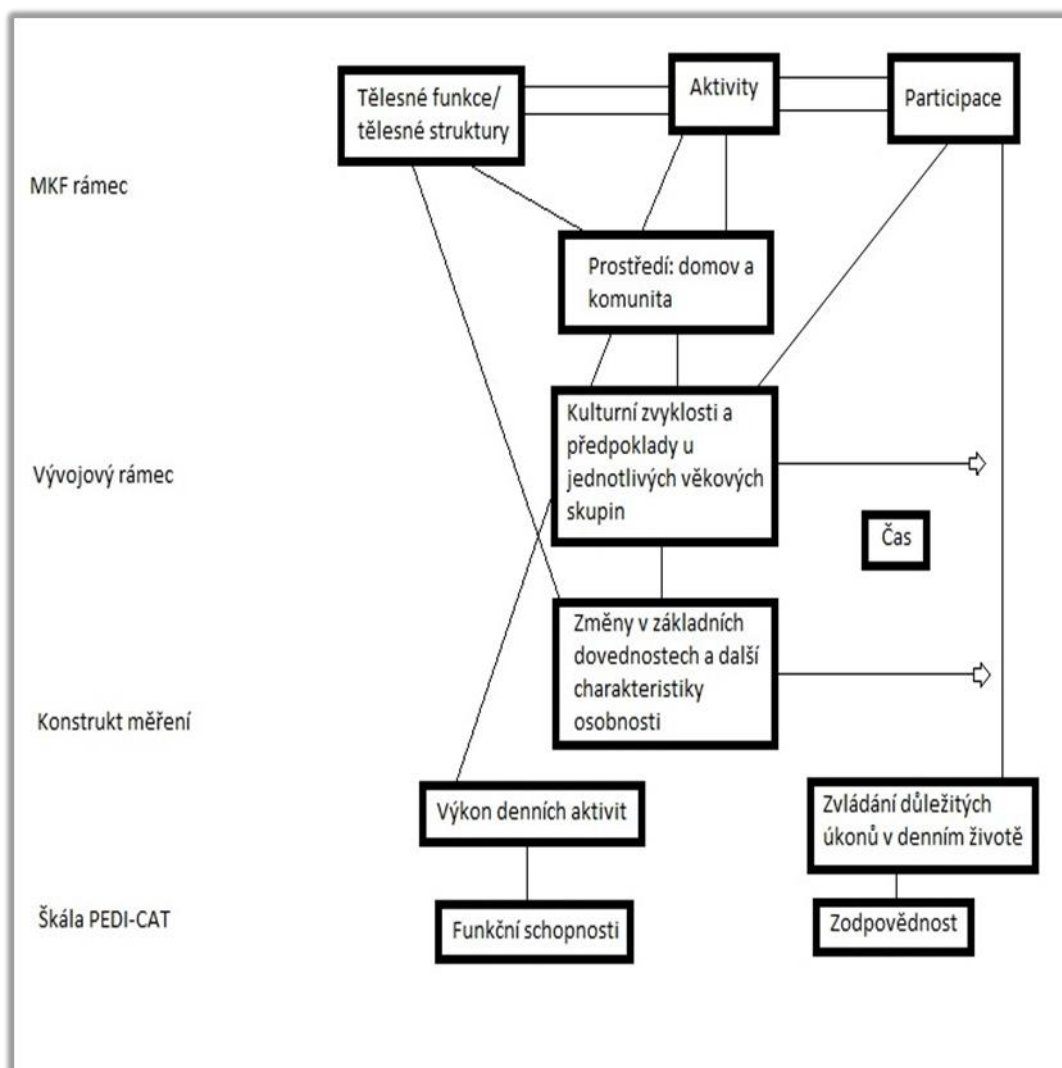 Tělesné funkce/
tělesné struktury
Aktivity
Participace
MKF rámec
Prostředí: domov a
komunita
Kulturní zvyklosti a
předpoklady u
jednotlivých věkových
skupin
Vývojový rámec
Čas
Změny v základních
dovednostech a další
charakteristiky
osobnosti
Konstrukt měření
Výkon denních aktivit
Zvládání důležitých
úkonů v denním životě
Škála PEDI-CAT
Funkční schopnosti
Zodpovědnost